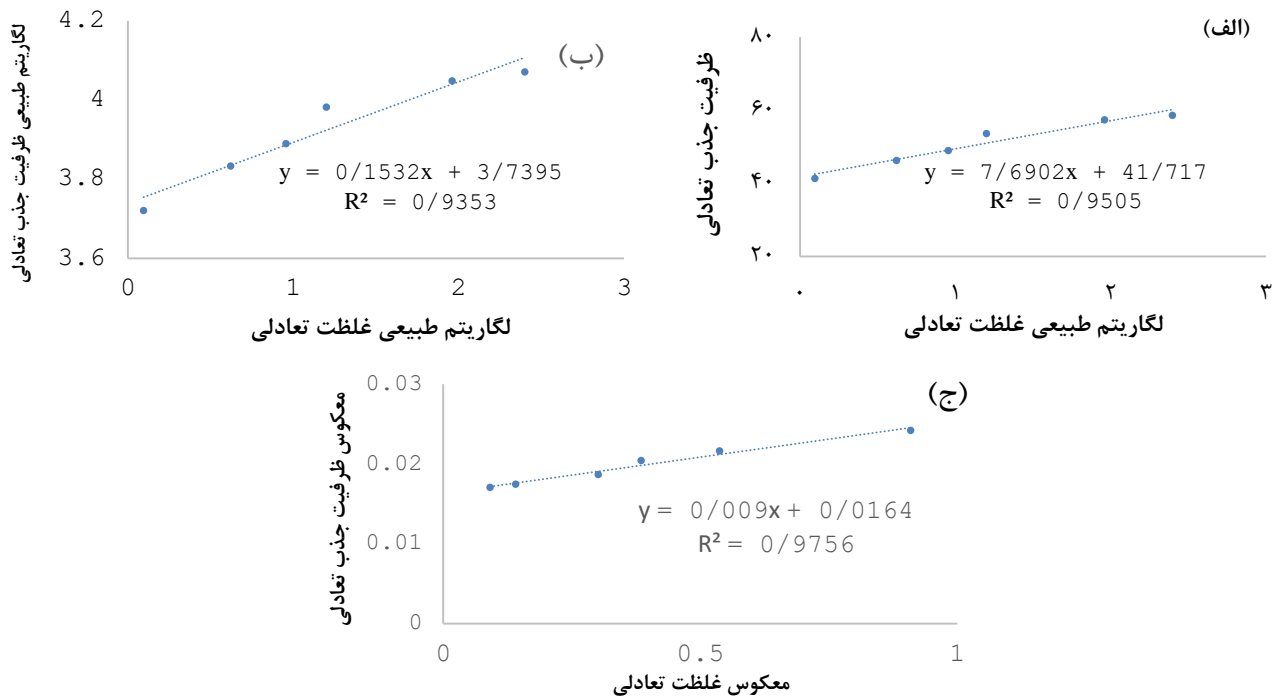 (الف)
ظرفیت جذب تعادلی
۸۰
۶۰
۴۰
۲۰
y = 7/6902x + 41/717
R² = 0/9505
۰ ۱ ۲ ۳
لگاریتم طبیعی غلظت تعادلی
(ب)
لگاریتم طبیعی ظرفیت جذب تعادلی
4.2
4
3.8
3.6
y = 0/1532x + 3/7395
R² = 0/9353
0 1 2 3
لگاریتم طبیعی غلظت تعادلی
(ج)
معکوس ظرفیت جذب تعادلی
0.03
0.02
0.01
0
y = 0/009x + 0/0164
R² = 0/9756
0 0.5 1
معکوس غلظت تعادلی